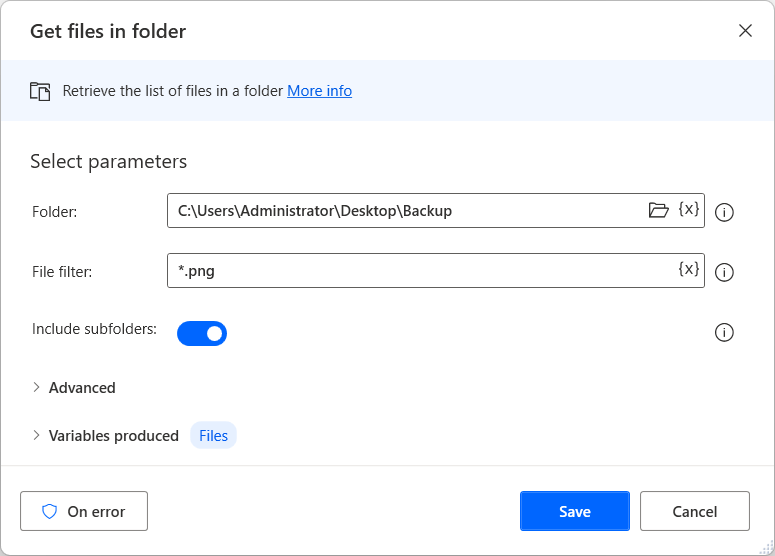 Get files in folder
Retrieve the list of files in a folder More info
Select parameters
Folder: C:\Users\Administrator\Desktop\Backup {x}
File filter: *.png {x}
Include subfolders:
Advanced
Variables produced Files
On error Save Cancel